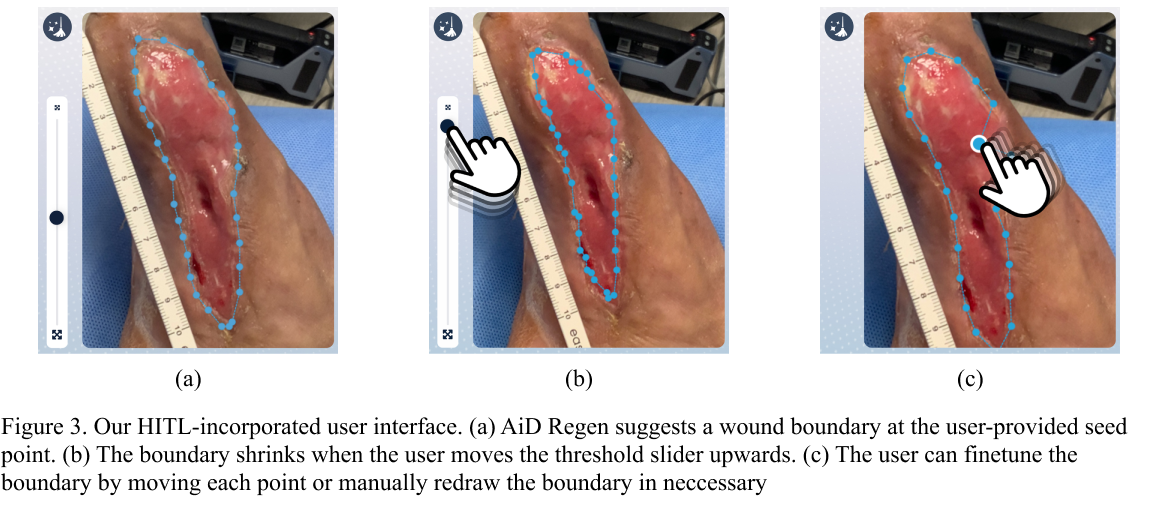 (a)
(b)
(c)
Figure 3. Our HITL-incorporated user interface. (a) AiD Regen suggests a wound boundary at the user-provided seed
point. (b) The boundary shrinks when the user moves the threshold slider upwards. (c) The user can finetune the
boundary by moving each point or manually redraw the boundary in neccessary